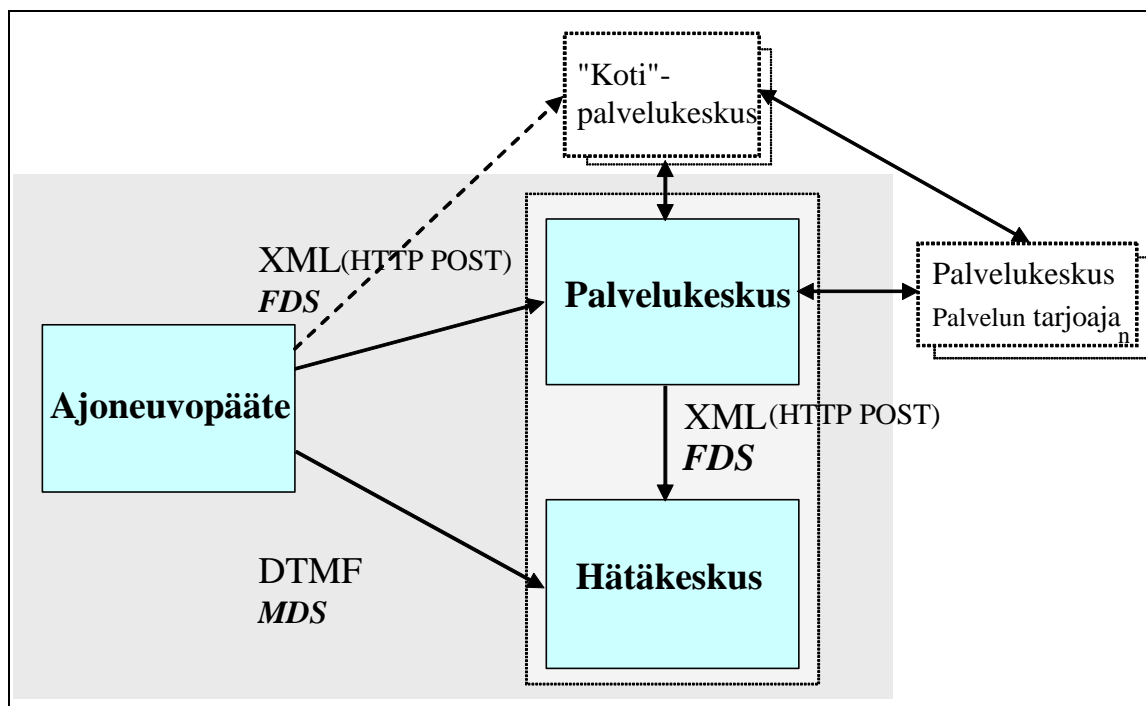 "Koti"-
palvelukeskus
XML(HTTP POST)
FDS
Palvelukeskus
Palvelukeskus
Palvelun tarjoaja n
Ajoneuvopääte
XML(HTTP POST)
FDS
DTMF
MDS
Hätäkeskus